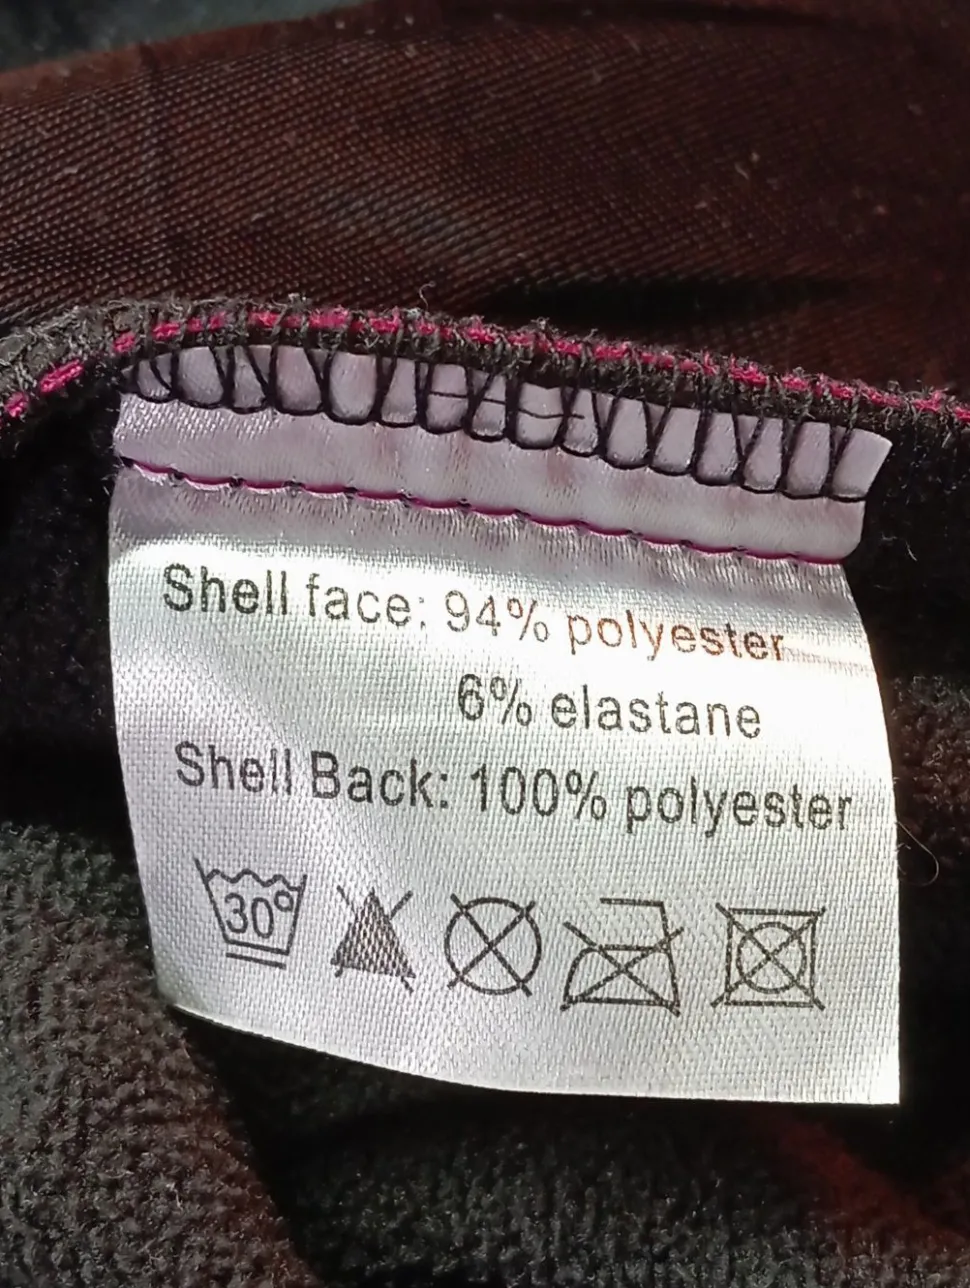 Shell face: 94% polyester
6% elastane
Shell Back: 100% polyester
30°